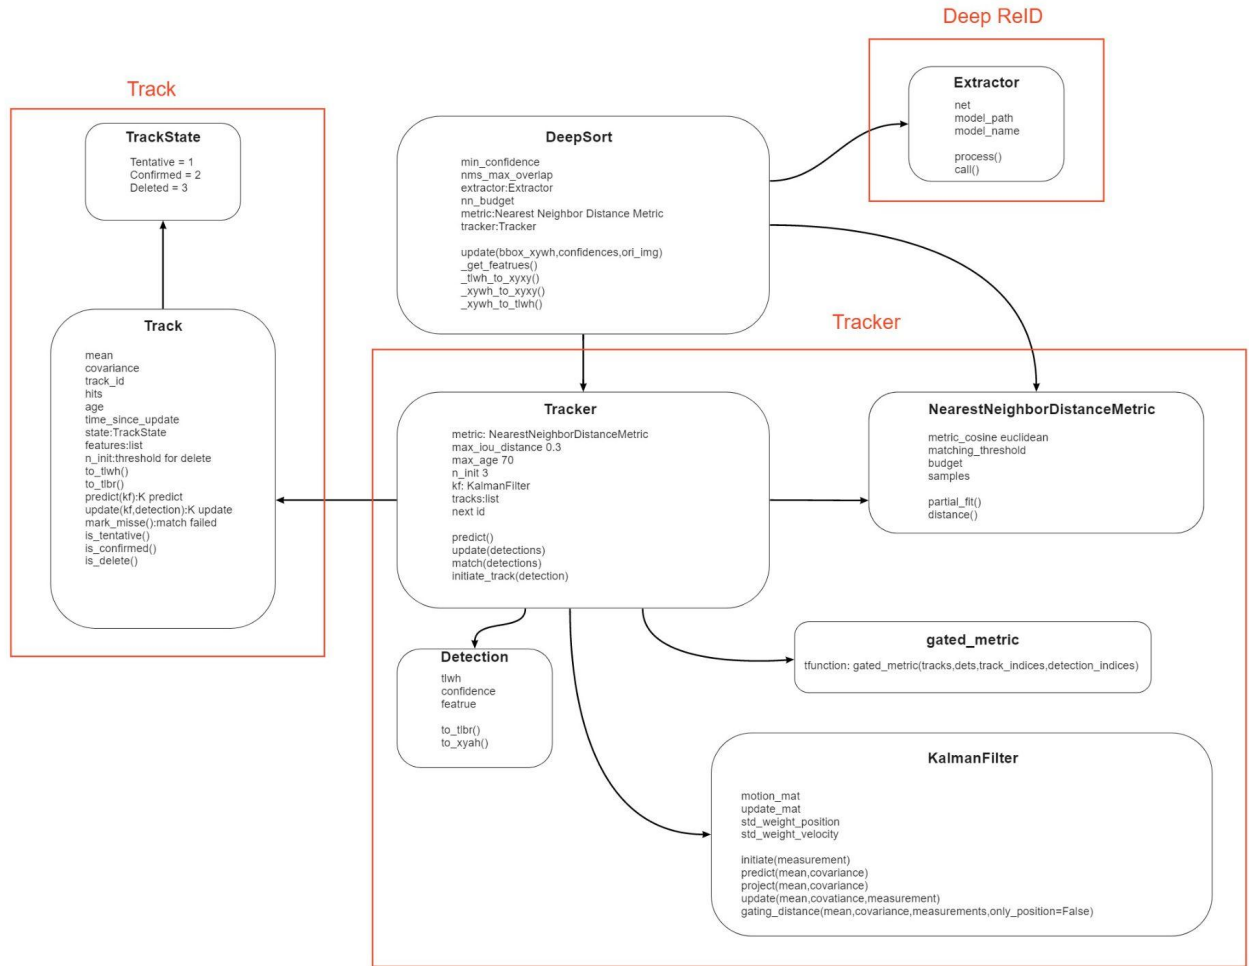 Deep ReID
Extractor
net
model_path
model_name
process()
call()
Track
TrackState
Tentative = 1
Confirmed = 2
Deleted = 3
DeepSort
min_confidence
nms_max_overlap
extractor:Extractor
nn_budget
metric:Nearest Neighbor Distance Metric
tracker:Tracker
update(bbox_xywh,confidences,ori_img)
_get_featrues()
_tlwh_to_xyxy()
_xywh_to_xyxy()
_xywh_to_tlwh()
Track
mean
covariance
track_id
hits
age
time_since_update
state:TrackState
features:list
n_init:threshold for delete
to_tlwh()
to_tlbr()
predict(kf):K predict
update(kf,detection):K update
mark_misse():match failed
is_tentative()
is_confirmed()
is_delete()
Tracker
Tracker
metric: NearestNeighborDistanceMetric
max_iou_distance 0.3
max_age 70
n_init 3
kf: KalmanFilter
tracks:list
next id
predict()
update(detections)
match(detections)
initiate_track(detection)
NearestNeighborDistanceMetric
metric_cosine euclidean
matching_threshold
budget
samples
partial_fit()
distance()
Detection
tlwh
confidence
featrue
to_tlbr()
to_xyah()
gated_metric
tfunction: gated_metric(tracks,dets,track_indices,detection_indices)
KalmanFilter
motion_mat
update_mat
std_weight_position
std_weight_velocity
initiate(measurement)
predict(mean,covariance)
project(mean,covariance)
update(mean,covatiance,measurement)
gating_distance(mean,covariance,measurements,only_position=False)